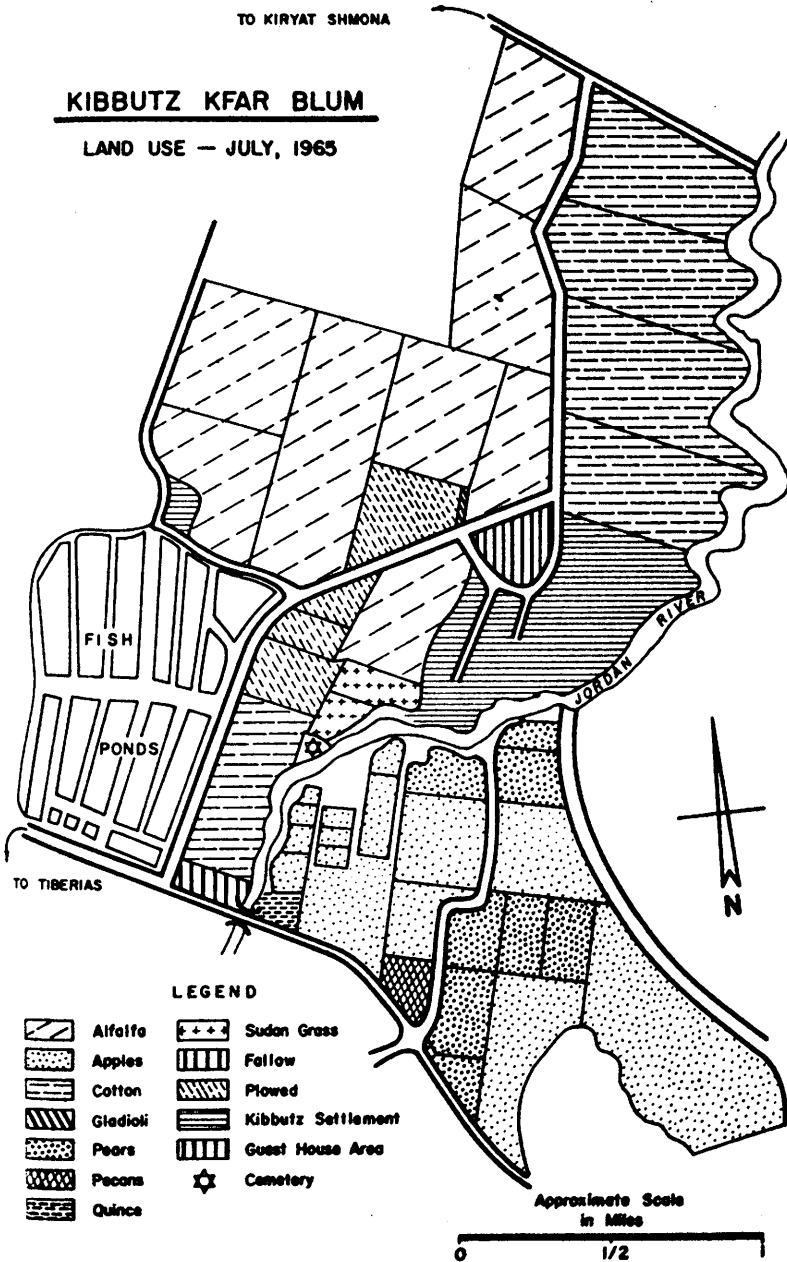 TO KIRYAT SHMONA
KIBBUTZ KFAR BLUM
LAND USE — JULY, 1965
FISH
PONDS
JORDAN RIVER
TO TIBERIAS
N
LEGEND
Alfalfa
Apples
Cotton
Gladioli
Pears
Pecans
Quince
Sudan Grass
Fallow
Plowed
Kibbutz Settlement
Guest House Area
Cemetery
Approximate Scale
in Miles
0 1/2 1